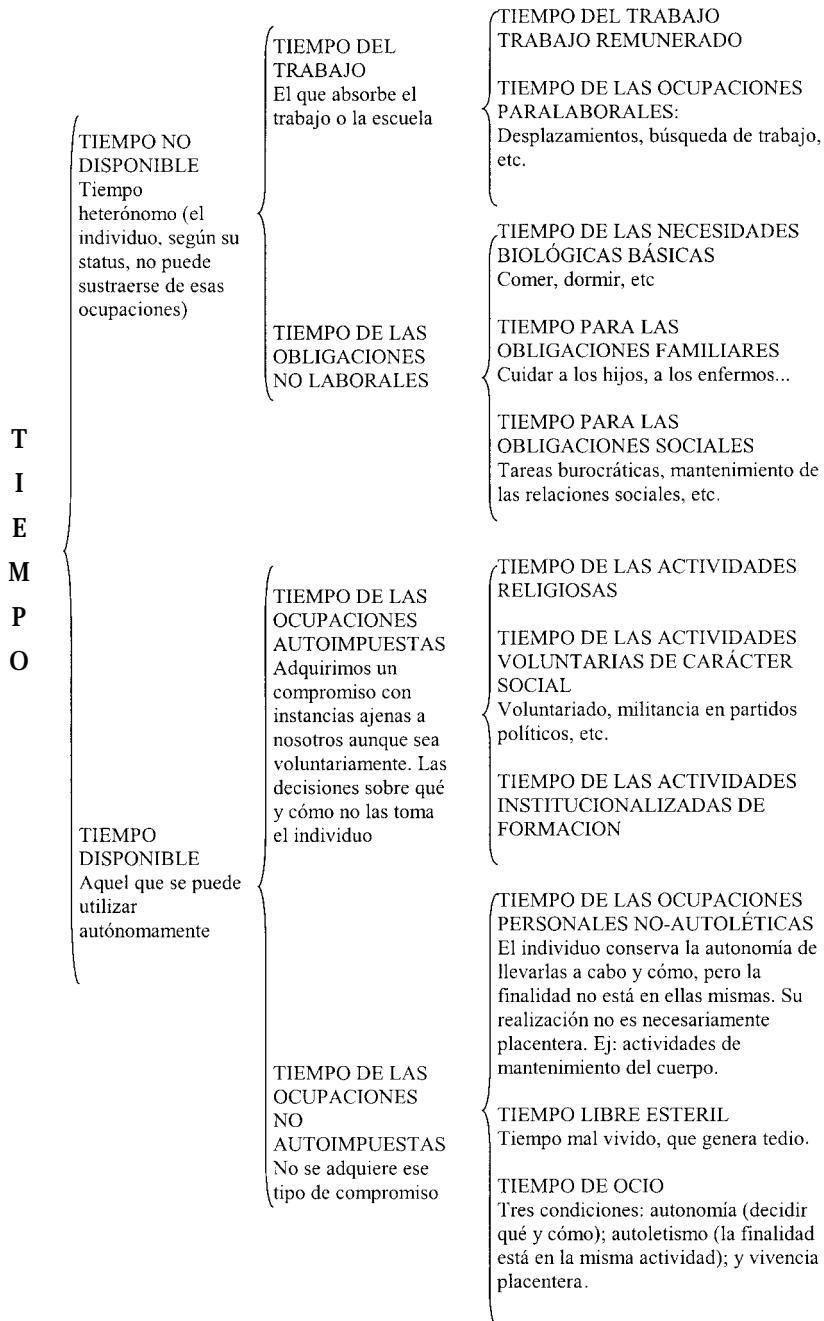 TIEMPO
TIEMPO NO
DISPONIBLE
Tiempo
heterónomo (el
individuo, según su
status, no puede
sustraerse de esas
ocupaciones)
TIEMPO DEL
TRABAJO
El que absorbe el
trabajo o la escuela
TIEMPO DEL TRABAJO
TRABAJO REMUNERADO
TIEMPO DE LAS OCUPACIONES
PARALABORALES:
Desplazamientos, búsqueda de trabajo,
etc.
TIEMPO DE LAS
OBLIGACIONES
NO LABORALES
TIEMPO DE LAS NECESIDADES
BIOLÓGICAS BÁSICAS
Comer, dormir, etc
TIEMPO PARA LAS
OBLIGACIONES FAMILIARES
Cuidar a los hijos, a los enfermos...
TIEMPO PARA LAS
OBLIGACIONES SOCIALES
Tareas burocráticas, mantenimiento de
las relaciones sociales, etc.
TIEMPO
DISPONIBLE
Aquel que se puede
utilizar
autónomamente
TIEMPO DE LAS
OCUPACIONES
AUTOIMPUESTAS
Adquirimos un
compromiso con
instancias ajenas a
nosotros aunque sea
voluntariamente. Las
decisiones sobre qué
y cómo no las toma
el individuo
TIEMPO DE LAS ACTIVIDADES
RELIGIOSAS
TIEMPO DE LAS ACTIVIDADES
VOLUNTARIAS DE CARÁCTER
SOCIAL
Voluntariado, militancia en partidos
políticos, etc.
TIEMPO DE LAS ACTIVIDADES
INSTITUCIONALIZADAS DE
FORMACION
TIEMPO DE LAS
OCUPACIONES
NO
AUTOIMPUESTAS
No se adquiere ese
tipo de compromiso
TIEMPO DE LAS OCUPACIONES
PERSONALES NO-AUTOLÉTICAS
El individuo conserva la autonomía de
llevarlas a cabo y cómo, pero la
finalidad no está en ellas mismas. Su
realización no es necesariamente
placentera. Ej: actividades de
mantenimiento del cuerpo.
TIEMPO LIBRE ESTERIL
Tiempo mal vivido, que genera tedio.
TIEMPO DE OCIO
Tres condiciones: autonomía (decidir
qué y cómo); autoletismo (la finalidad
está en la misma actividad); y vivencia
placentera.